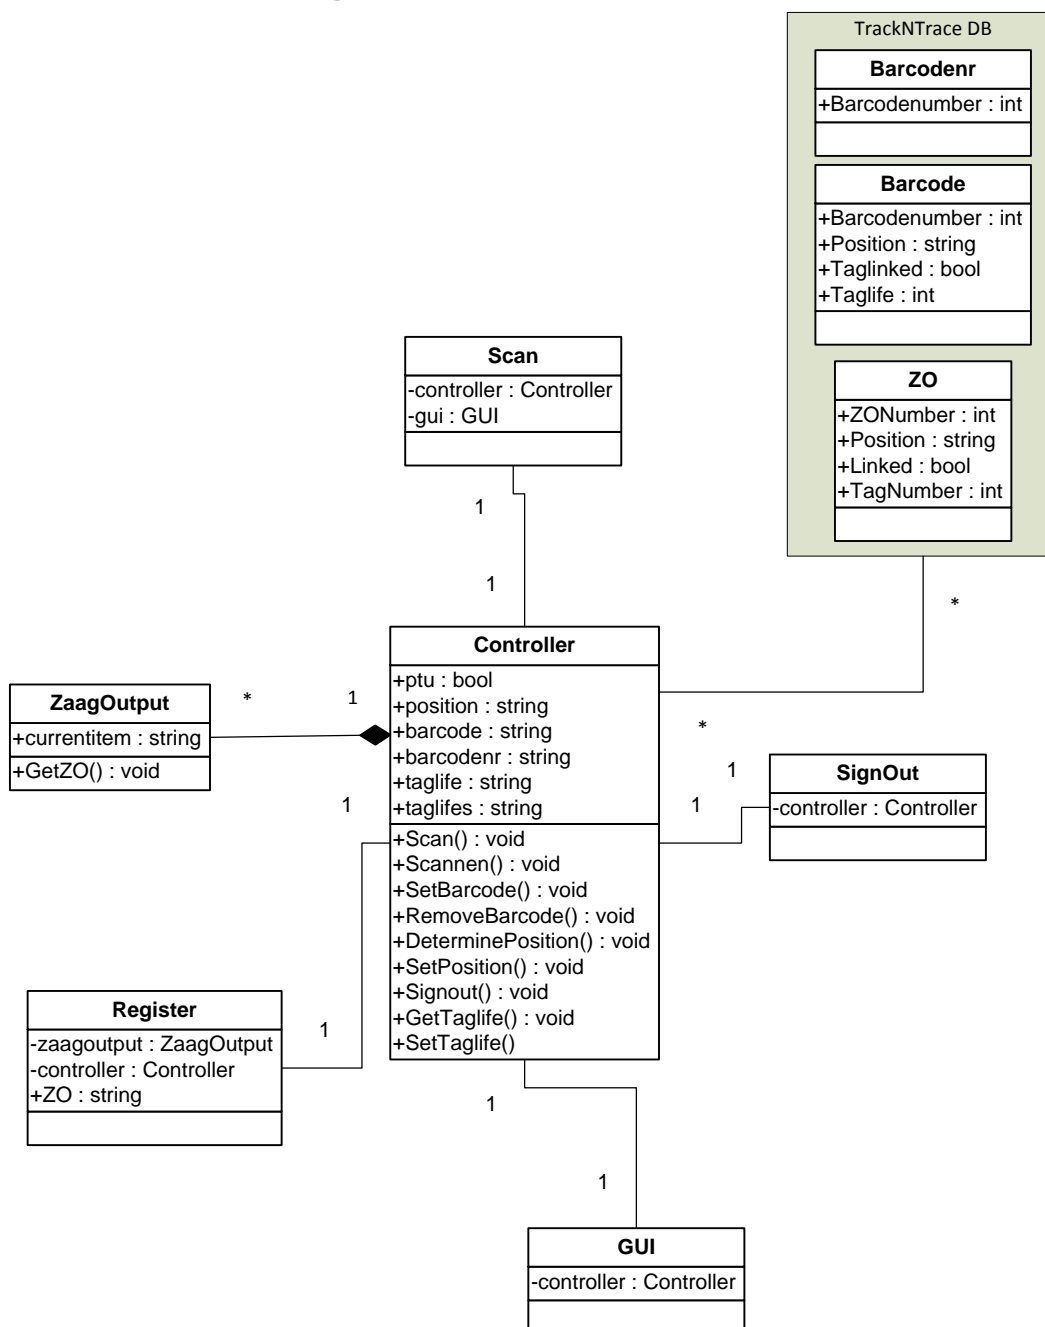 TrackNTrace DB
Barcodenr
+Barcodenumber : int
Barcode
+Barcodenumber : int
+Position : string
+Taglinked : bool
+Taglife : int
ZO
+ZONumber : int
+Position : string
+Linked : bool
+TagNumber : int
Scan
-controller : Controller
-gui : GUI
1
1
*
Controller
+ptu : bool
+position : string
+barcode : string
+barcodenr : string
+taglife : string
+taglifes : string
+Scan() : void
+Scannen() : void
+SetBarcode() : void
+RemoveBarcode() : void
+DeterminePosition() : void
+SetPosition() : void
+Signout() : void
+GetTaglife() : void
+SetTaglife()
ZaagOutput
+currentitem : string
+GetZO() : void
*
1
*
1
1
1
SignOut
-controller : Controller
Register
-zaagoutput : ZaagOutput
-controller : Controller
+ZO : string
1
1
1
GUI
-controller : Controller